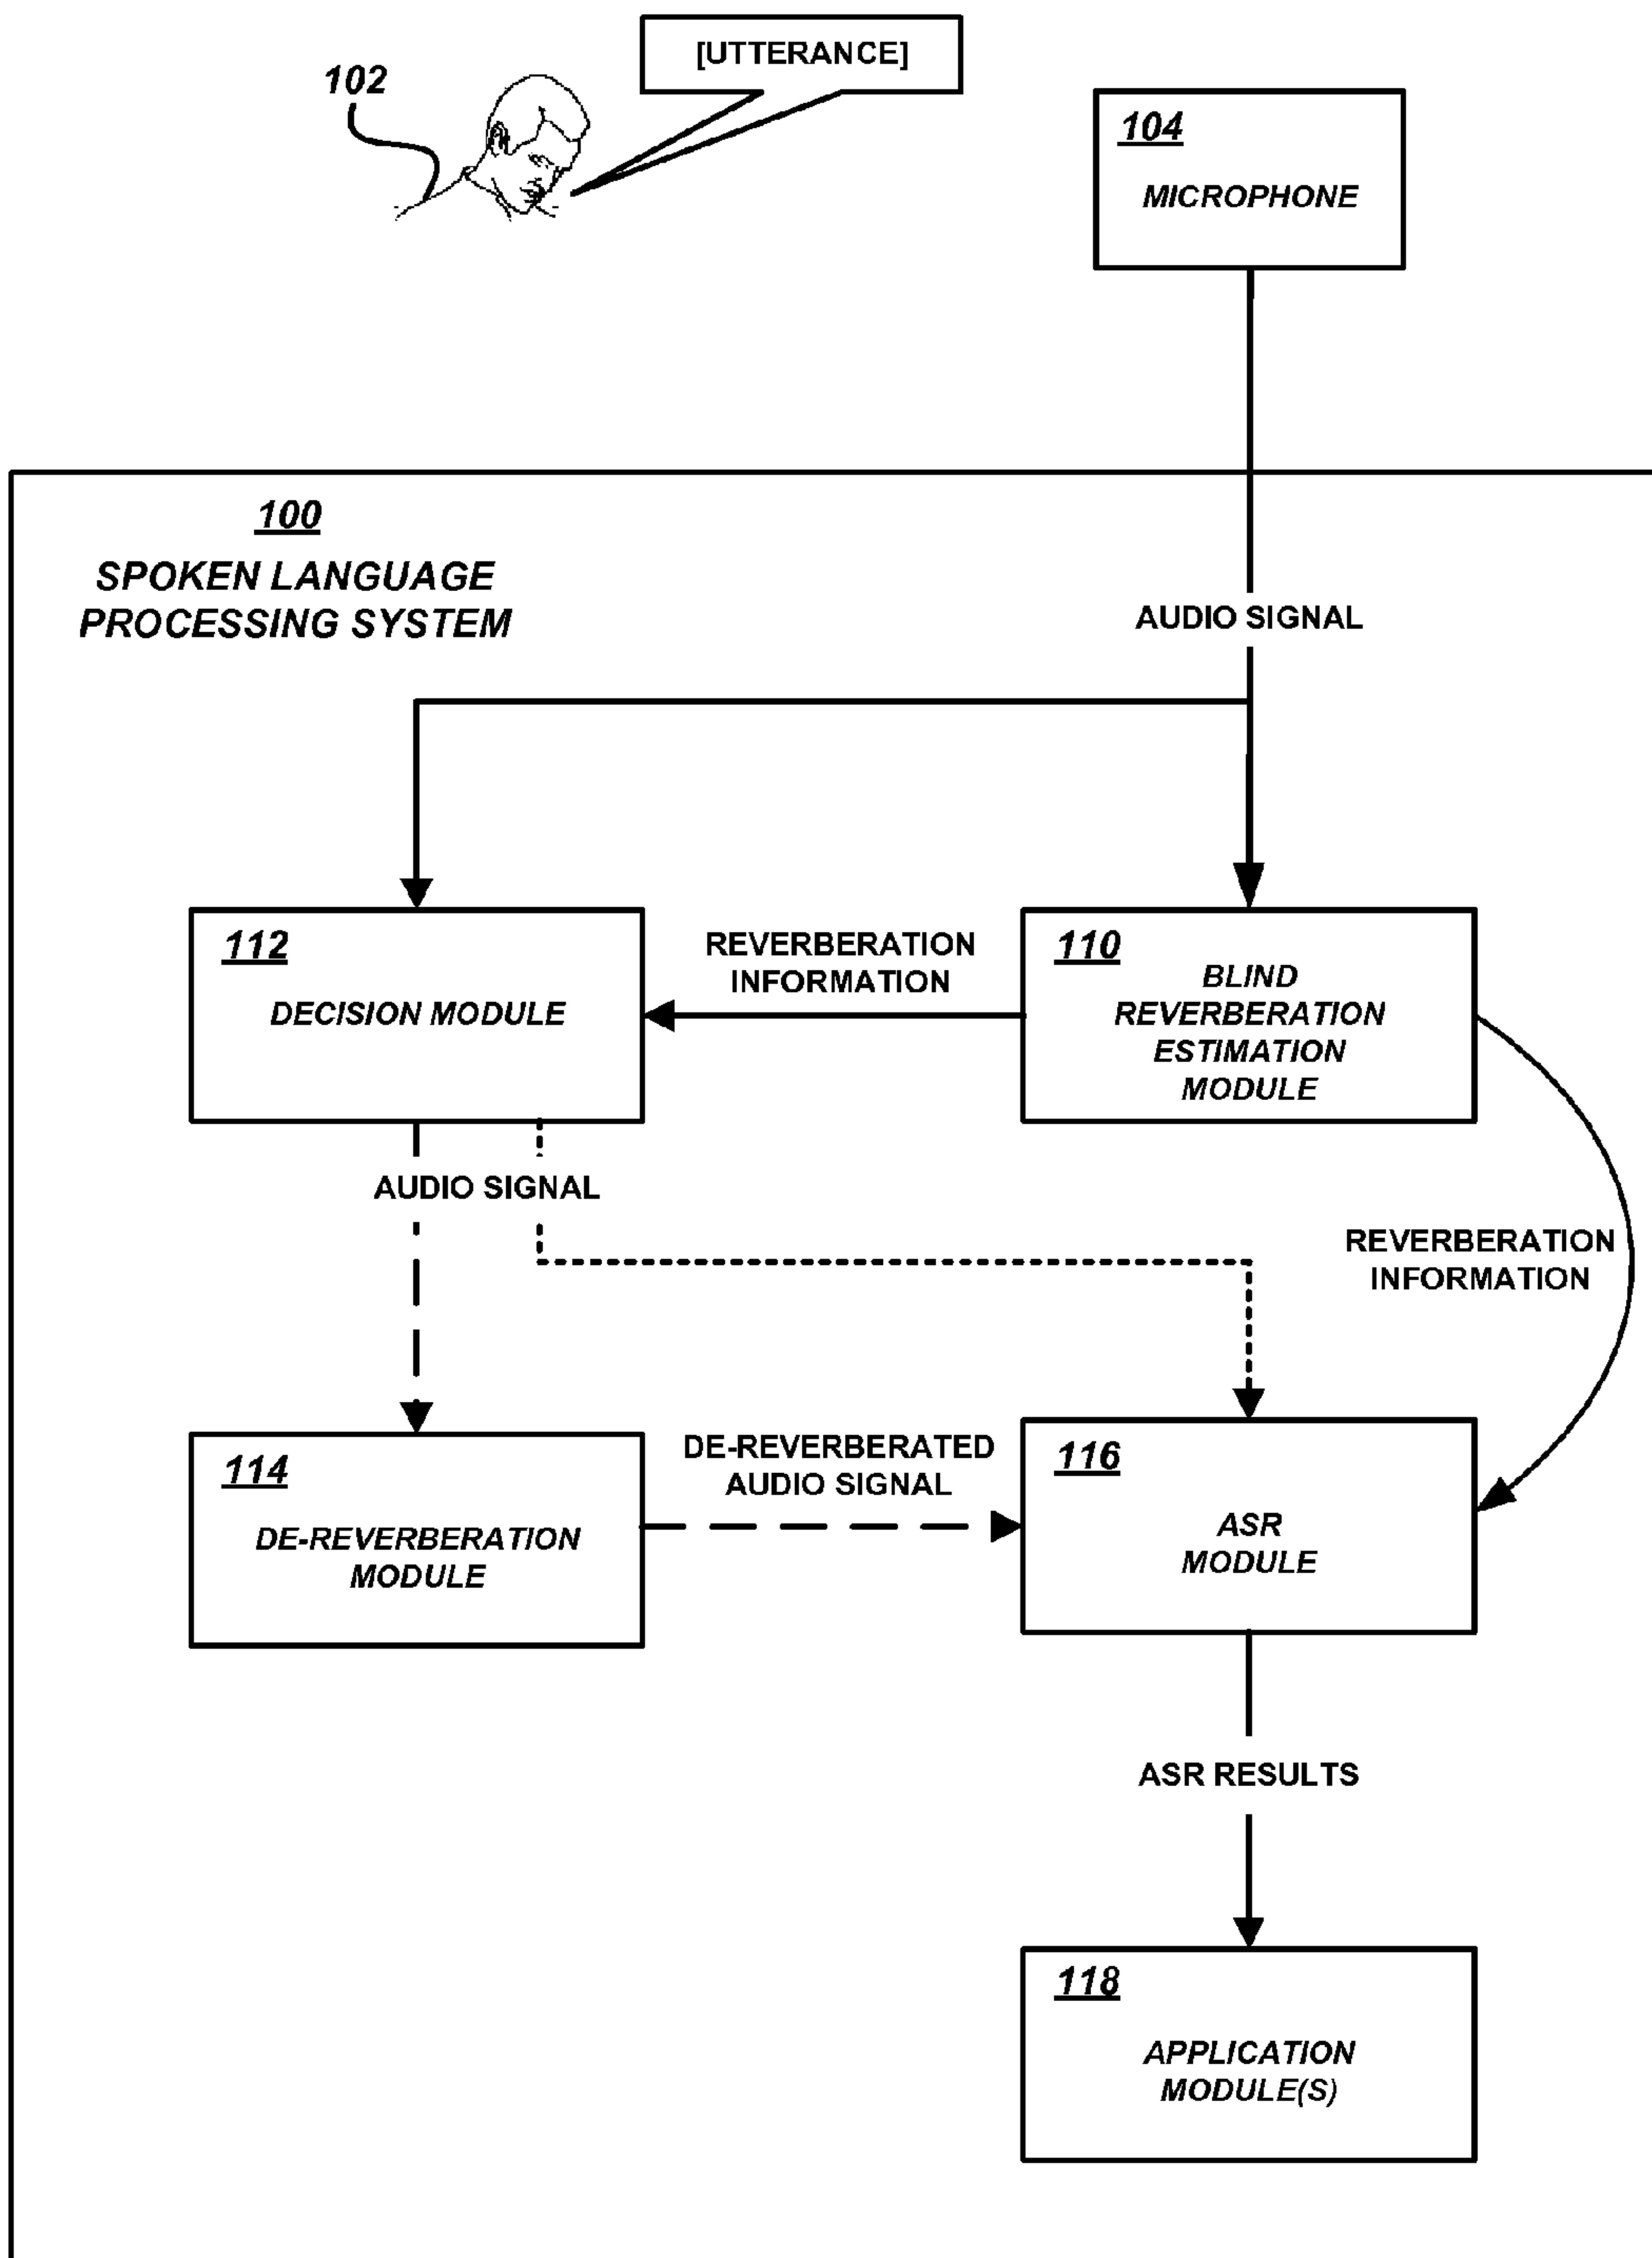 [UTTERANCE]
102
104
MICROPHONE
100
SPOKEN LANGUAGE
PROCESSING SYSTEM
AUDIO SIGNAL
112
DECISION MODULE
REVERBERATION
INFORMATION
110
BLIND
REVERBERATION
ESTIMATION
MODULE
AUDIO SIGNAL
REVERBERATION
INFORMATION
114
DE-REVERBERATION
MODULE
DE-REVERBERATED
AUDIO SIGNAL
116
ASR
MODULE
ASR RESULTS
118
APPLICATION
MODULE(S)